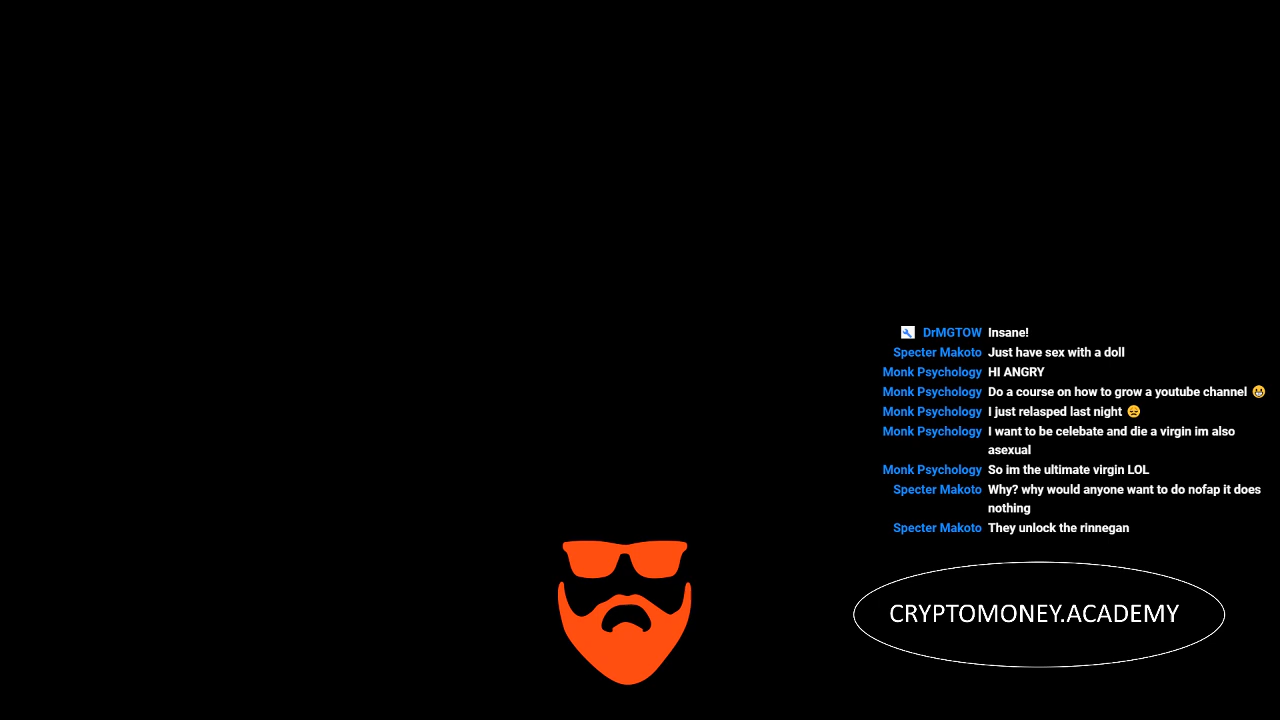 DrMGTOW Insane!
Specter Makoto Just have sex with a doll
Monk Psychology HI ANGRY
Monk Psychology Do a course on how to grow a youtube channel 😀
Monk Psychology I just relasped last night 😞
Monk Psychology I want to be celebate and die a virgin im also
asexual
Monk Psychology So im the ultimate virgin LOL
Specter Makoto Why? why would anyone want to do nofap it does
nothing
Specter Makoto They unlock the rinnegan
CRYPTOMONEY.ACADEMY